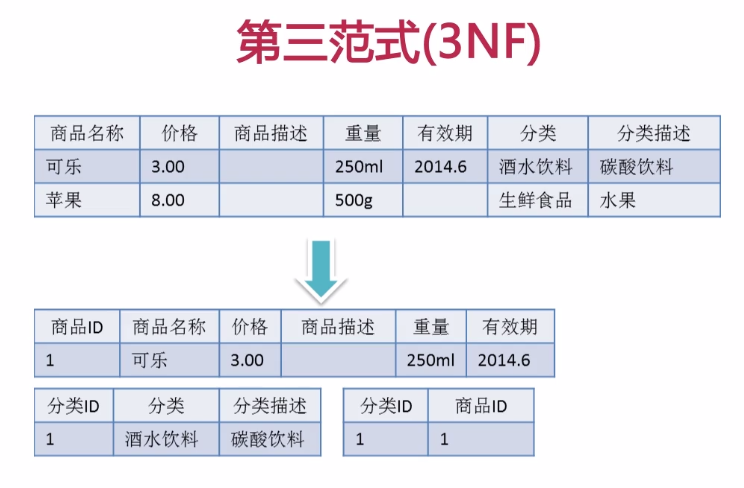 第三范式(3NF)
商品名称 价格 商品描述 重量 有效期 分类 分类描述
可乐 3.00 250ml 2014.6 酒水饮料 碳酸饮料
苹果 8.00 500g 生鲜食品 水果
商品ID 商品名称 价格 商品描述 重量 有效期
1 可乐 3.00 250ml 2014.6
分类ID 分类 分类描述
1 酒水饮料 碳酸饮料
分类ID 商品ID
1 1